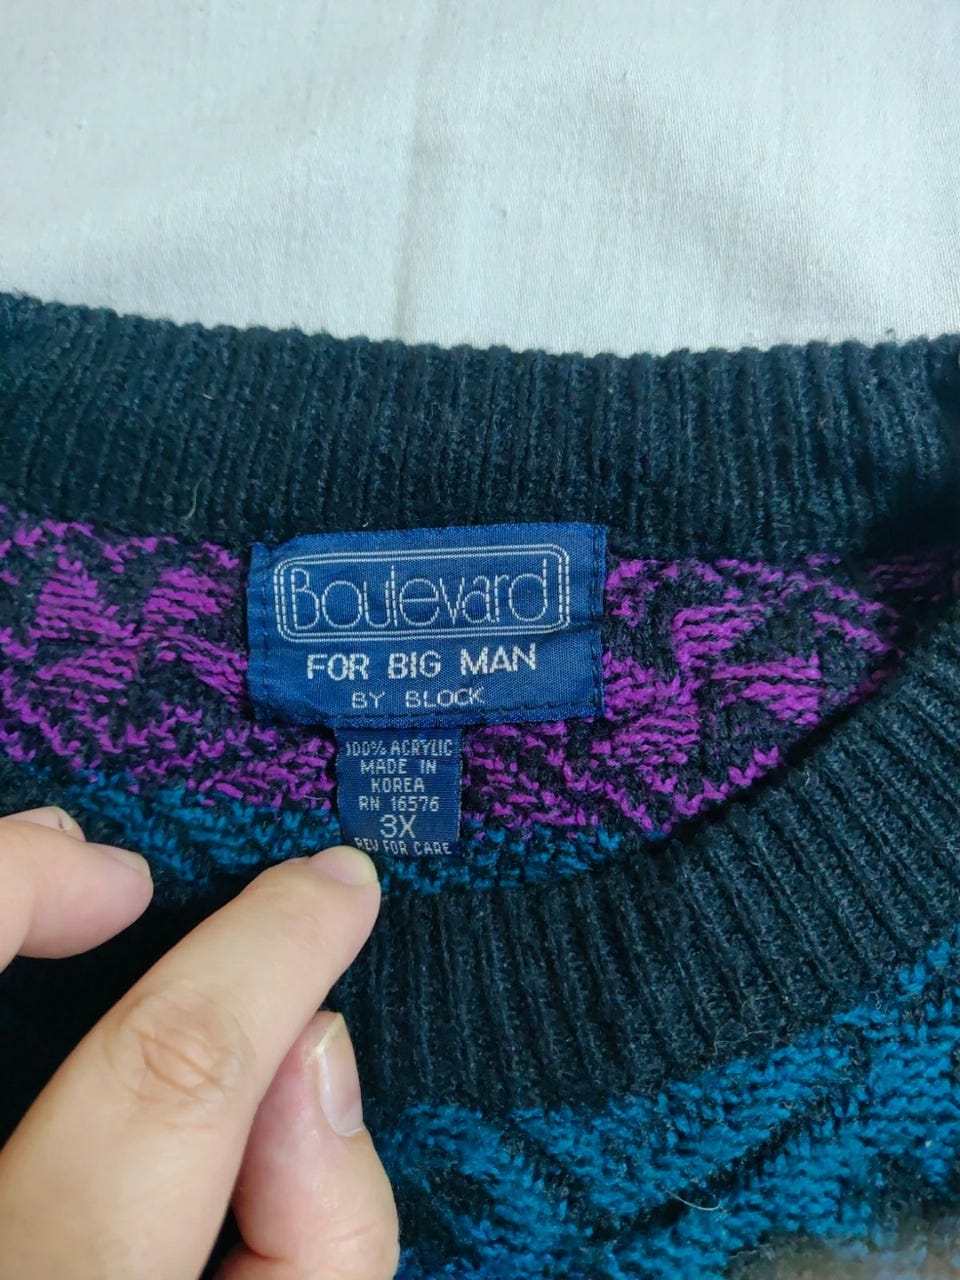 Boulevard
FOR BIG MAN
BY BLOCK
100% ACRYLIC
MADE IN
KOREA
RN 16576
3X
REV FOR CARE